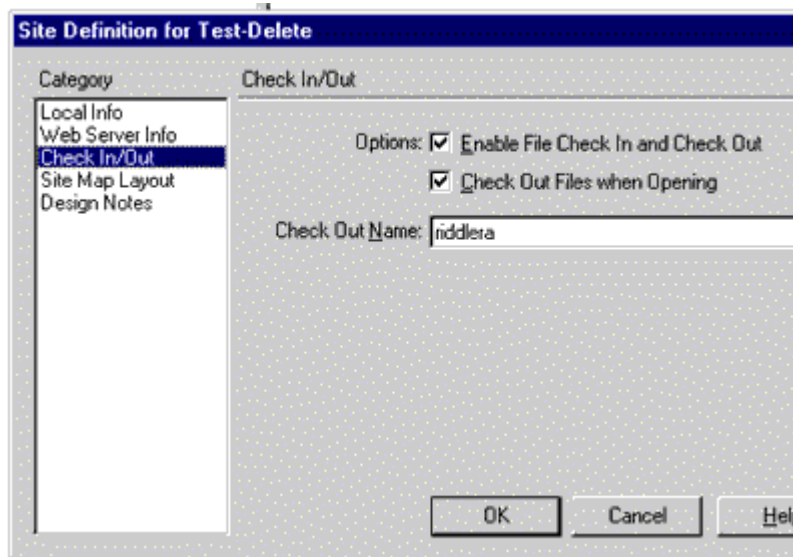 Site Definition for Test-Delete
Category
Check In/Out
Local Info
Web Server Info
Check In/Out
Site Map Layout
Design Notes
Options: Enable File Check In and Check Out
Check Out Files when Opening
Check Out Name: riddlera
OK Cancel Help